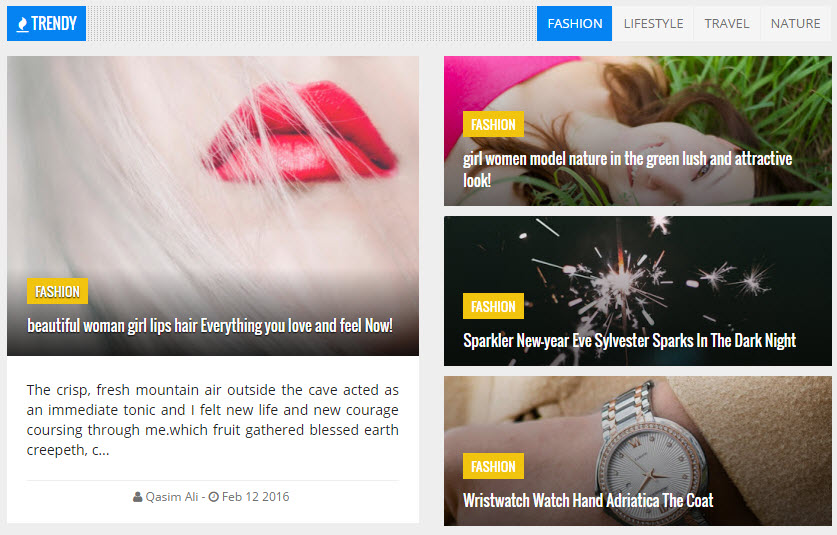 TRENDY
FASHION LIFESTYLE TRAVEL NATURE
FASHION
beautiful woman girl lips hair Everything you love and feel Now!
The crisp, fresh mountain air outside the cave acted as
an immediate tonic and I felt new life and new courage
coursing through me.which fruit gathered blessed earth
creepeth, c...
Qasim Ali - Feb 12 2016
FASHION
girl women model nature in the green lush and attractive
look!
FASHION
Sparkler New-year Eve Sylvester Sparks In The Dark Night
FASHION
Wristwatch Watch Hand Adriatica The Coat